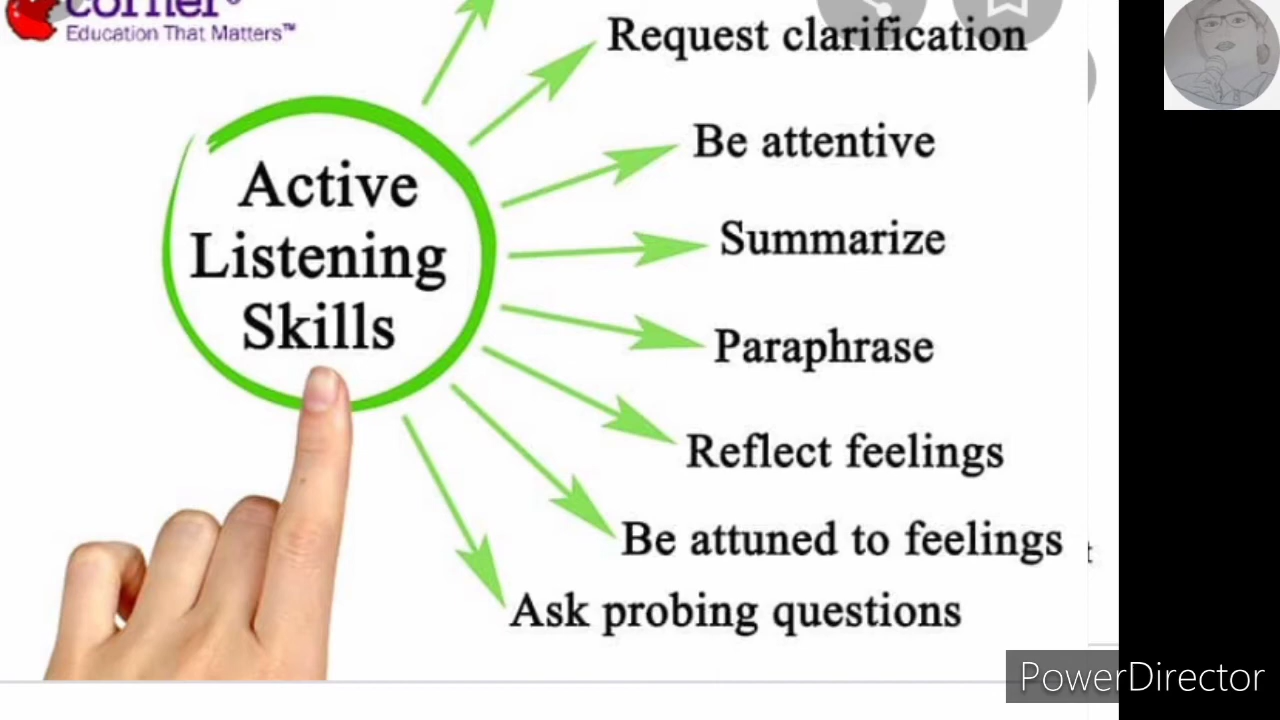 corner®
Education That Matters™
Request clarification
Be attentive
Active
Listening
Skills
Summarize
Paraphrase
Reflect feelings
Be attuned to feelings
Ask probing questions
PowerDirector